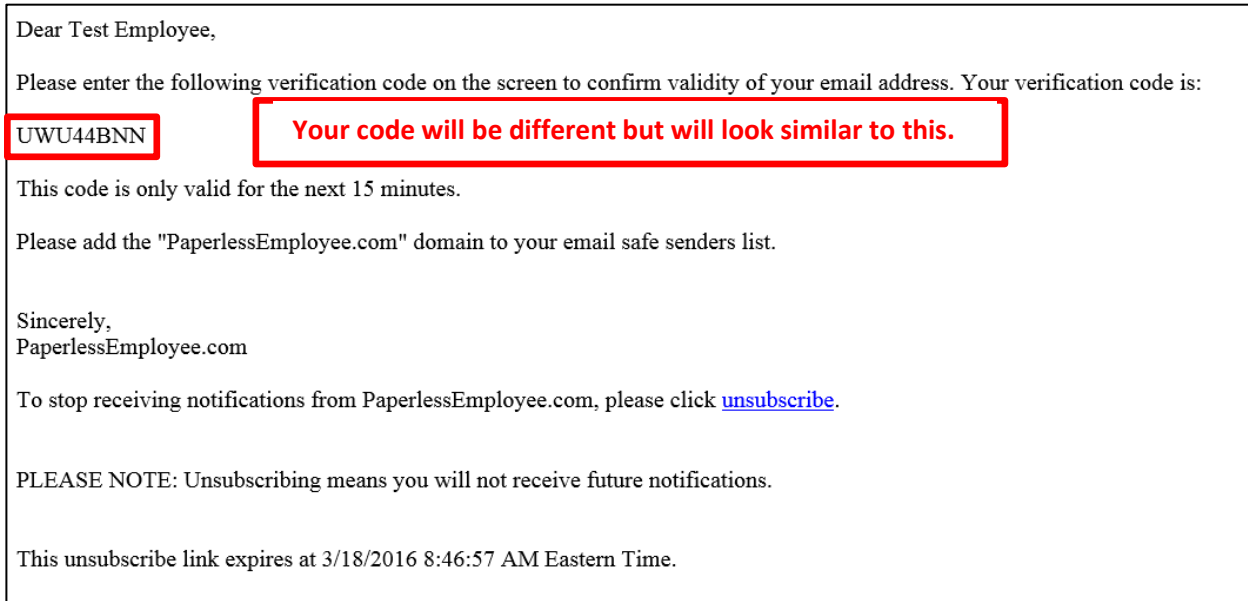 Dear Test Employee,
Please enter the following verification code on the screen to confirm validity of your email address. Your verification code is:
UWU44BNN
Your code will be different but will look similar to this.
This code is only valid for the next 15 minutes.
Please add the "PaperlessEmployee.com" domain to your email safe senders list.
Sincerely,
PaperlessEmployee.com
To stop receiving notifications from PaperlessEmployee.com, please click unsubscribe.
PLEASE NOTE: Unsubscribing means you will not receive future notifications.
This unsubscribe link expires at 3/18/2016 8:46:57 AM Eastern Time.